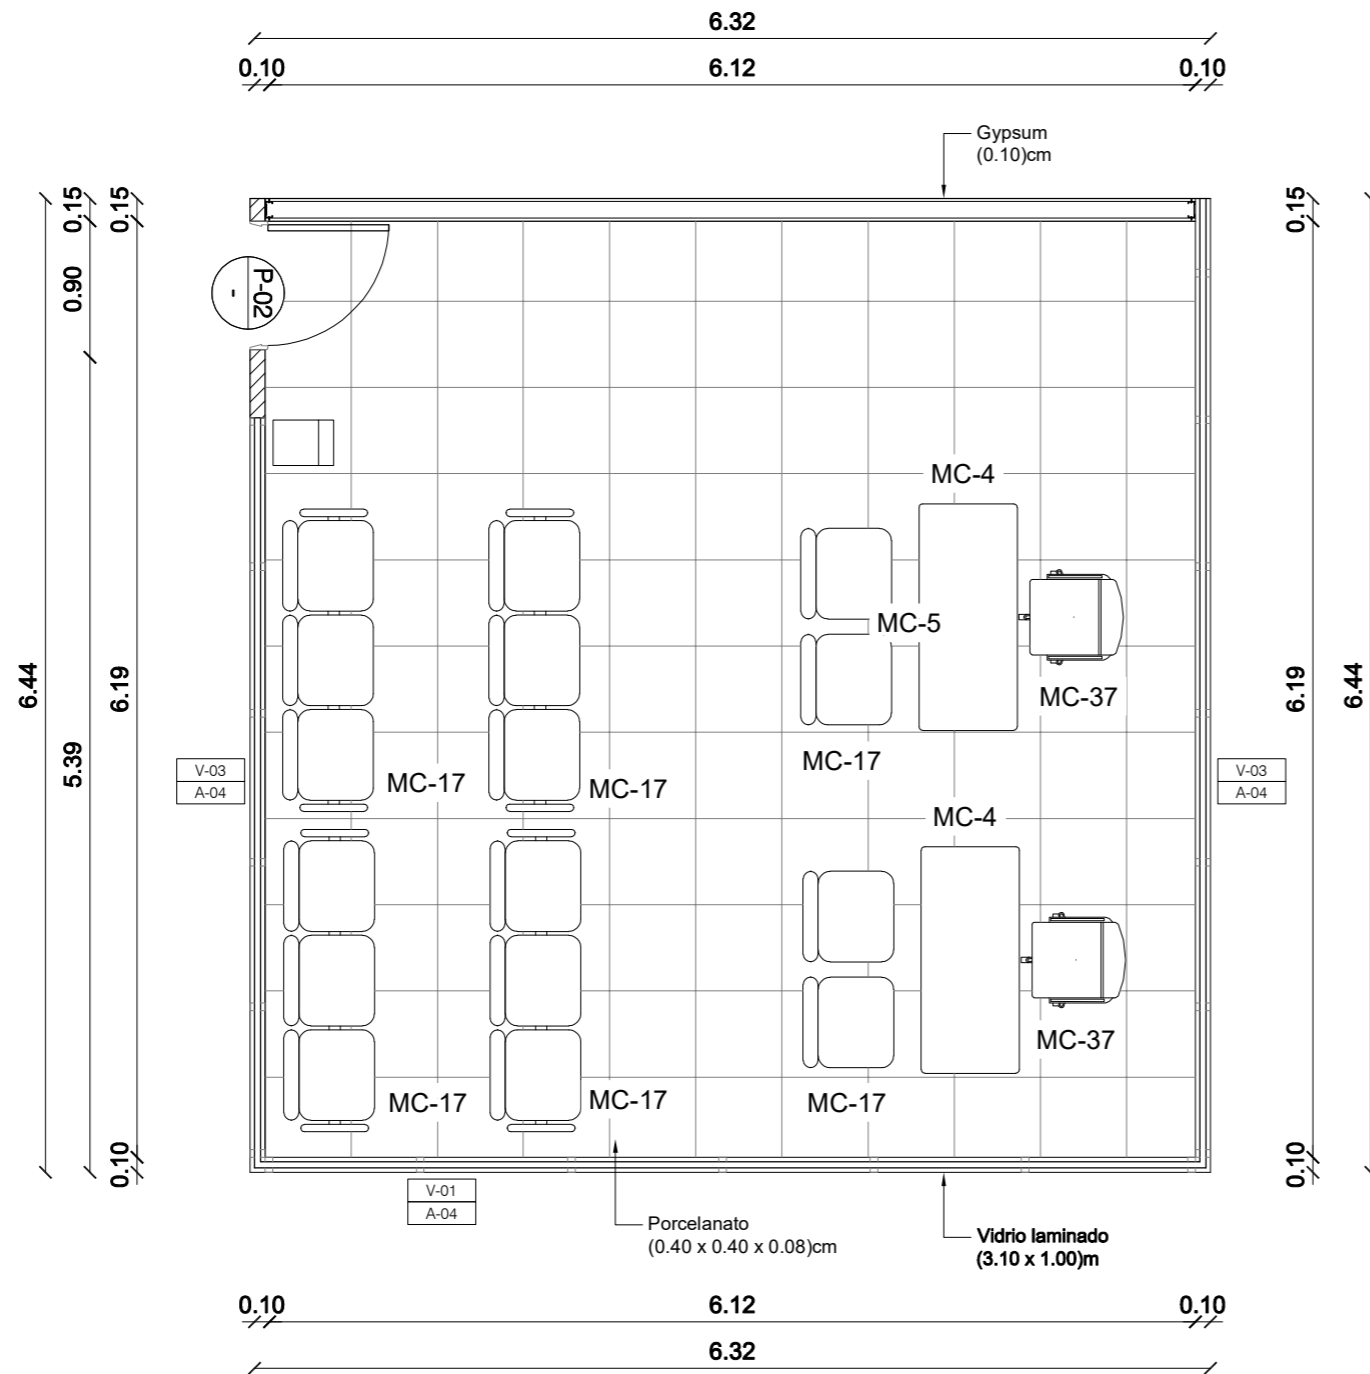 6.32
0.10 6.12 0.10
Gypsum
(0.10)cm
0.15 0.15 0.15
0.90
P-02
-
MC-4
MC-5
6.44 6.19 6.19 6.44
MC-37
5.39
MC-17
V-03
A-04
V-03
A-04
MC-17
MC-17
MC-4
MC-37
MC-17
MC-17
MC-17
0.10 0.10
V-01
A-04
Porcelanato
(0.40 x 0.40 x 0.08)cm
Vidrio laminado
(3.10 x 1.00)m
0.10 6.12 0.10
6.32